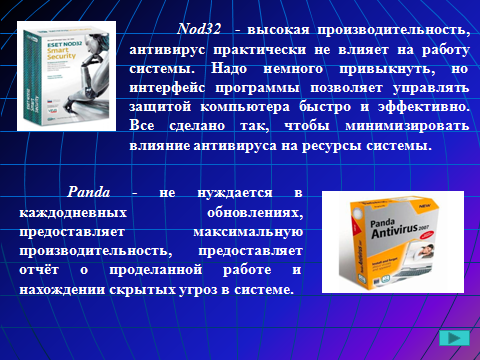 Nod32 - высокая производительность,
антивирус практически не влияет на работу
системы. Надо немного привыкнуть, но
интерфейс программы позволяет управлять
защитой компьютера быстро и эффективно.
Все сделано так, чтобы минимизировать
влияние антивируса на ресурсы системы.
ESET NOD32
Smart
Security
Panda - не нуждается в
каждодневных обновлениях,
предоставляет максимальную
производительность, предоставляет
отчёт о проделанной работе и
нахождении скрытых угроз в системе.
NEW
Panda
Antivirus 2007